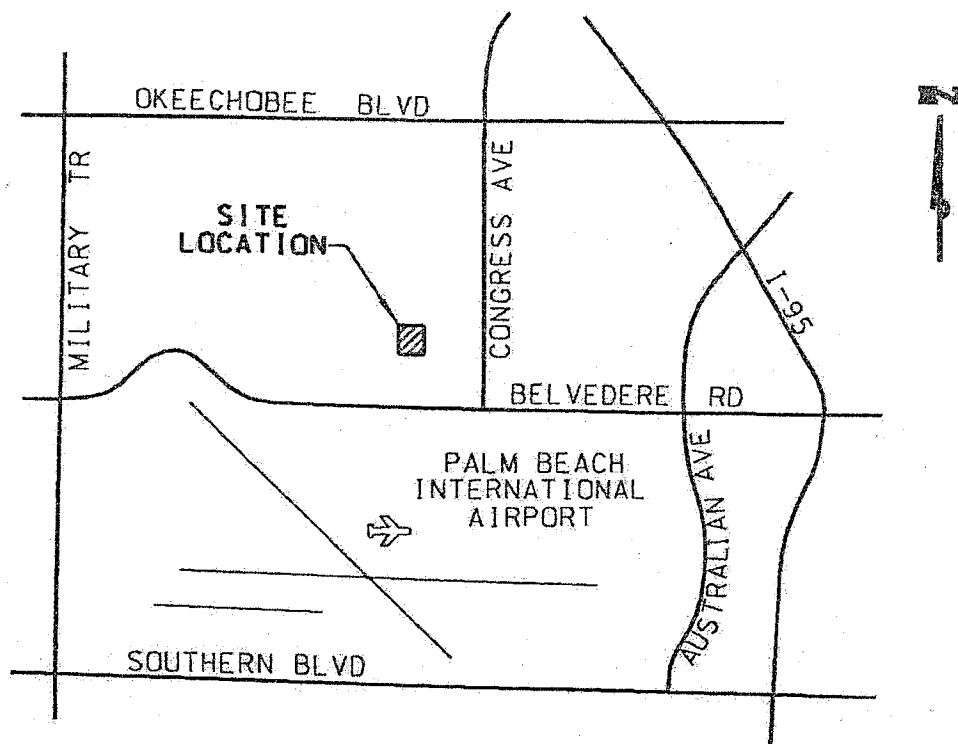 OKEECHOBEE BLVD
N
MILITARY TR
SITE
LOCATION
CONGRESS AVE
I-95
BELVEDERE RD
PALM BEACH
INTERNATIONAL
AIRPORT
AUSTRALIAN AVE
SOUTHERN BLVD